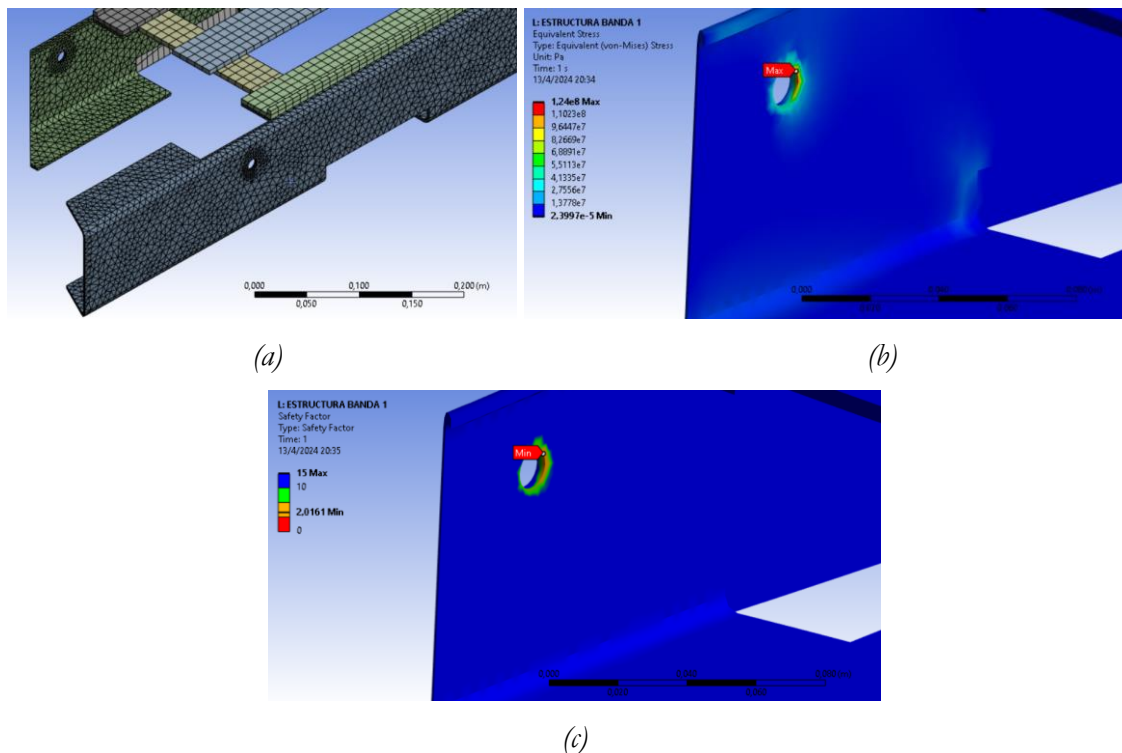 0,000
0,100
0,200 (m)
0,050
0,150
(a)
L: ESTRUCTURA BANDA 1
Equivalent Stress
Type: Equivalent (von-Mises) Stress
Unit: Pa
Time: 1 s
13/4/2024 20:34
1,24e8 Max
1,1023e8
9,6447e7
8,2669e7
6,8891e7
5,5113e7
4,1335e7
2,7556e7
1,3778e7
2,3997e-5 Min
Max
0,000
(b)
L: ESTRUCTURA BANDA 1
Safety Factor
Type: Safety Factor
Time: 1
13/4/2024 20:35
15 Max
10
2,0161 Min
0
Min
0,000
0,040
(c)